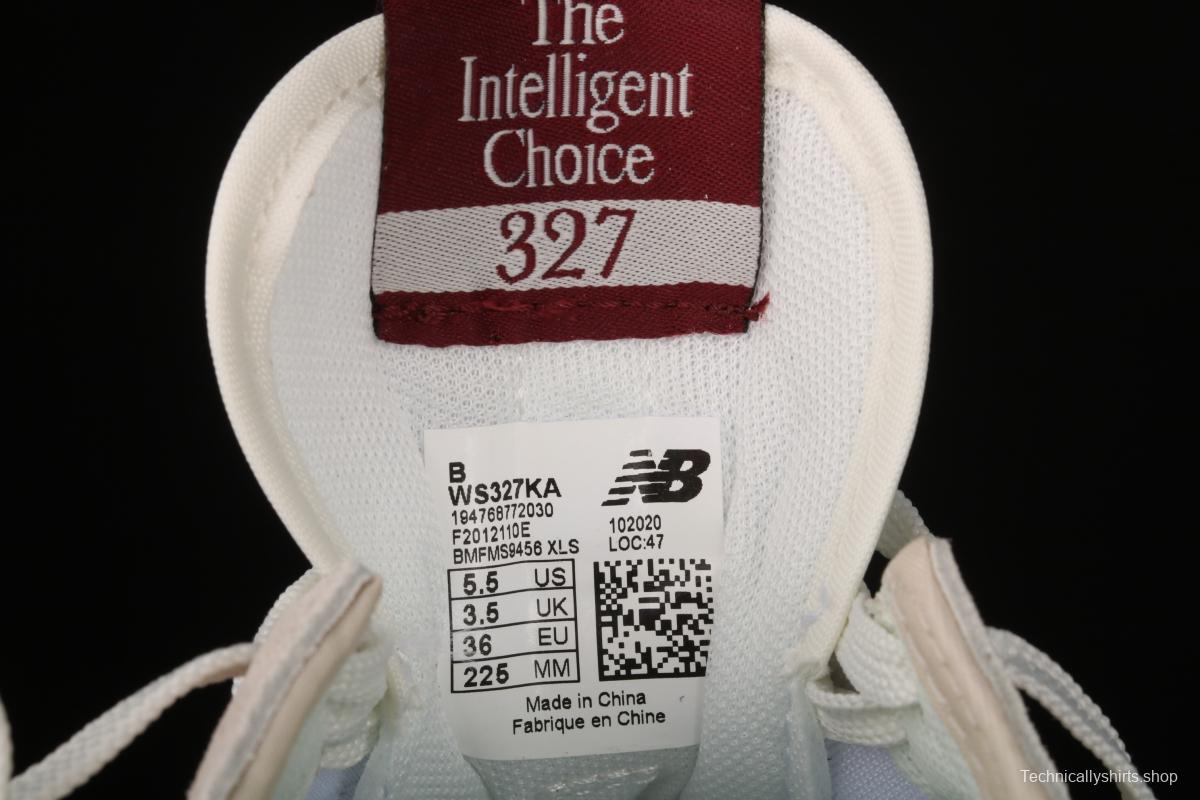 The
Intelligent
Choice
327
B
WS327KA
194768772030
F2012110E
BMFMS9456 XLS
NB
102020
LOC:47
5.5 US
3.5 UK
36 EU
225 MM
Made in China
Fabrique en Chine
Technicallyshirts.shop